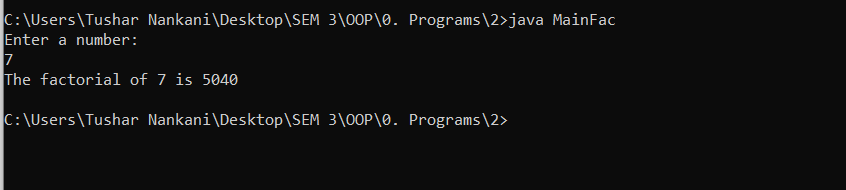 C:\Users\Tushar Nankani\Desktop\SEM 3\OOP\0. Programs\2>java MainFac
Enter a number:
7
The factorial of 7 is 5040
C:\Users\Tushar Nankani\Desktop\SEM 3\OOP\0. Programs\2>